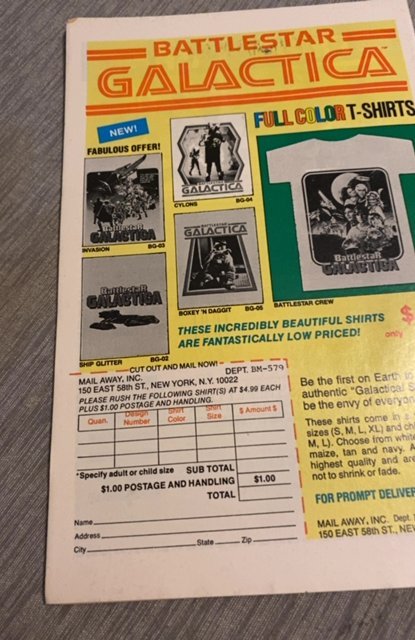 BATTLESTAR
GALACTICA™
NEW!
FABULOUS OFFER!
FULL COLOR T-SHIRTS
Battlestar
GALACTICA
INVASION BG-03
GALACTICA
CYLONS BG-04
Battlestar
GALACTICA
SHIP GLITTER BG-02
BATTLESTAR
GALACTICA
BOXEY 'N DAGGIT BG-05
Battlestar
GALACTICA
BATTLESTAR CREW
THESE INCREDIBLY BEAUTIFUL SHIRTS
ARE FANTASTICALLY LOW PRICED!
only $
CUT OUT AND MAIL NOW!
MAIL AWAY, INC. DEPT. BM-579
150 EAST 58th ST., NEW YORK, N.Y. 10022
PLEASE RUSH THE FOLLOWING SHIRT(S) AT $4.99 EACH
PLUS $1.00 POSTAGE AND HANDLING.
Quan. Design Number Shirt Color Shirt Size $ Amount $
*Specify adult or child size SUB TOTAL
$1.00 POSTAGE AND HANDLING $1.00
TOTAL
Name
Address
City State Zip
Be the first on Earth to
authentic "Galactica
be the envy of everyon
These shirts come in a
sizes (S, M, L, XL) and chi
M, L). Choose from white
maize, tan and navy. A
highest quality and are
not to shrink or fade.
FOR PROMPT DELIVER
MAIL AWAY, INC. Dept.
150 EAST 58th ST., NEW